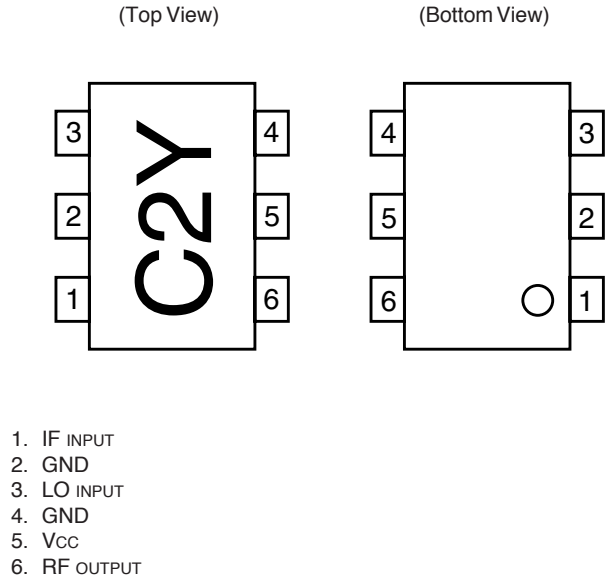 (Top View) (Bottom View)
3 4 4 3
C2Y
2 5 5 2
1 6 6 1
1. IF INPUT
2. GND
3. LO INPUT
4. GND
5. VCC
6. RF OUTPUT